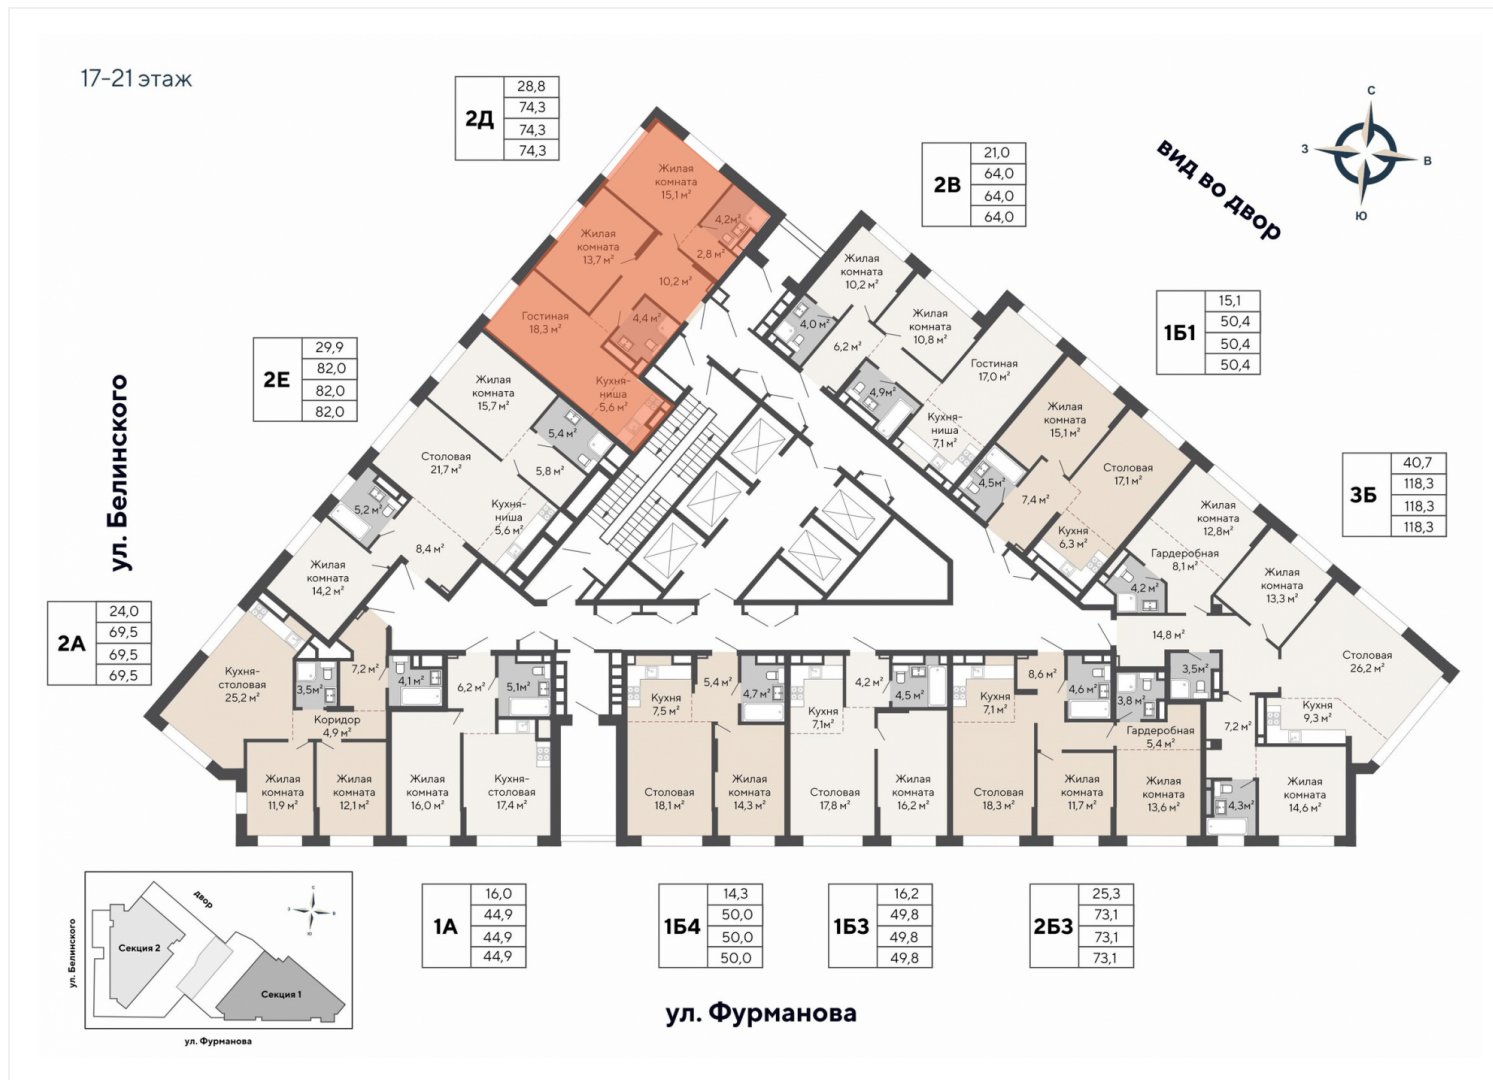 17-21 этаж
2Д
28,8
74,3
74,3
74,3
2В
21,0
64,0
64,0
64,0
вид во двор
С
З
В
Ю
1Б1
15,1
50,4
50,4
50,4
2Е
29,9
82,0
82,0
82,0
3Б
40,7
118,3
118,3
118,3
2А
24,0
69,5
69,5
69,5
ул. Белинского
Жилая
комната
15,1 м²
4,2м²
2,8 м²
Жилая
комната
13,7 м²
10,2 м²
Гостиная
18,3 м²
4,4 м²
Кухня-
ниша
5,6 м²
Жилая
комната
15,7 м²
5,4 м²
5,8 м²
Столовая
21,7 м²
Кухня-
ниша
5,6 м²
5,2 м²
8,4 м²
Жилая
комната
14,2 м²
Жилая
комната
10,2 м²
4,0 м²
6,2 м²
Жилая
комната
10,8 м²
Гостиная
17,0 м²
4,9 м²
Кухня-
ниша
7,1 м²
Жилая
комната
15,1 м²
4,5м²
7,4 м²
Столовая
17,1 м²
Кухня
6,3 м²
Жилая
комната
12,8м²
Гардеробная
8,1 м²
4,2 м²
Жилая
комната
13,3 м²
14,8 м²
3,5м²
Столовая
26,2 м²
Кухня
9,3 м²
7,2 м²
4,3м²
Жилая
комната
14,6 м²
Кухня-
столовая
25,2 м²
3,5м²
7,2 м²
Коридор
4,9 м²
Жилая
комната
11,9 м²
Жилая
комната
12,1 м²
4,1 м²
6,2 м²
5,1м²
Жилая
комната
16,0 м²
Кухня-
столовая
17,4 м²
Кухня
7,5 м²
5,4 м²
4,7 м²
Столовая
18,1 м²
Жилая
комната
14,3 м²
Кухня
7,1м²
4,2 м²
4,5 м²
Столовая
17,8 м²
Жилая
комната
16,2 м²
Кухня
7,1 м²
8,6 м²
4,6 м²
Столовая
18,3 м²
Жилая
комната
11,7 м²
3,8 м²
Гардеробная
5,4 м²
Жилая
комната
13,6 м²
1А
16,0
44,9
44,9
44,9
1Б4
14,3
50,0
50,0
50,0
1Б3
16,2
49,8
49,8
49,8
2Б3
25,3
73,1
73,1
73,1
ул. Фурманова
ул. Белинского
двор
С
З
В
Ю
Секция 2
Секция 1
ул. Фурманова